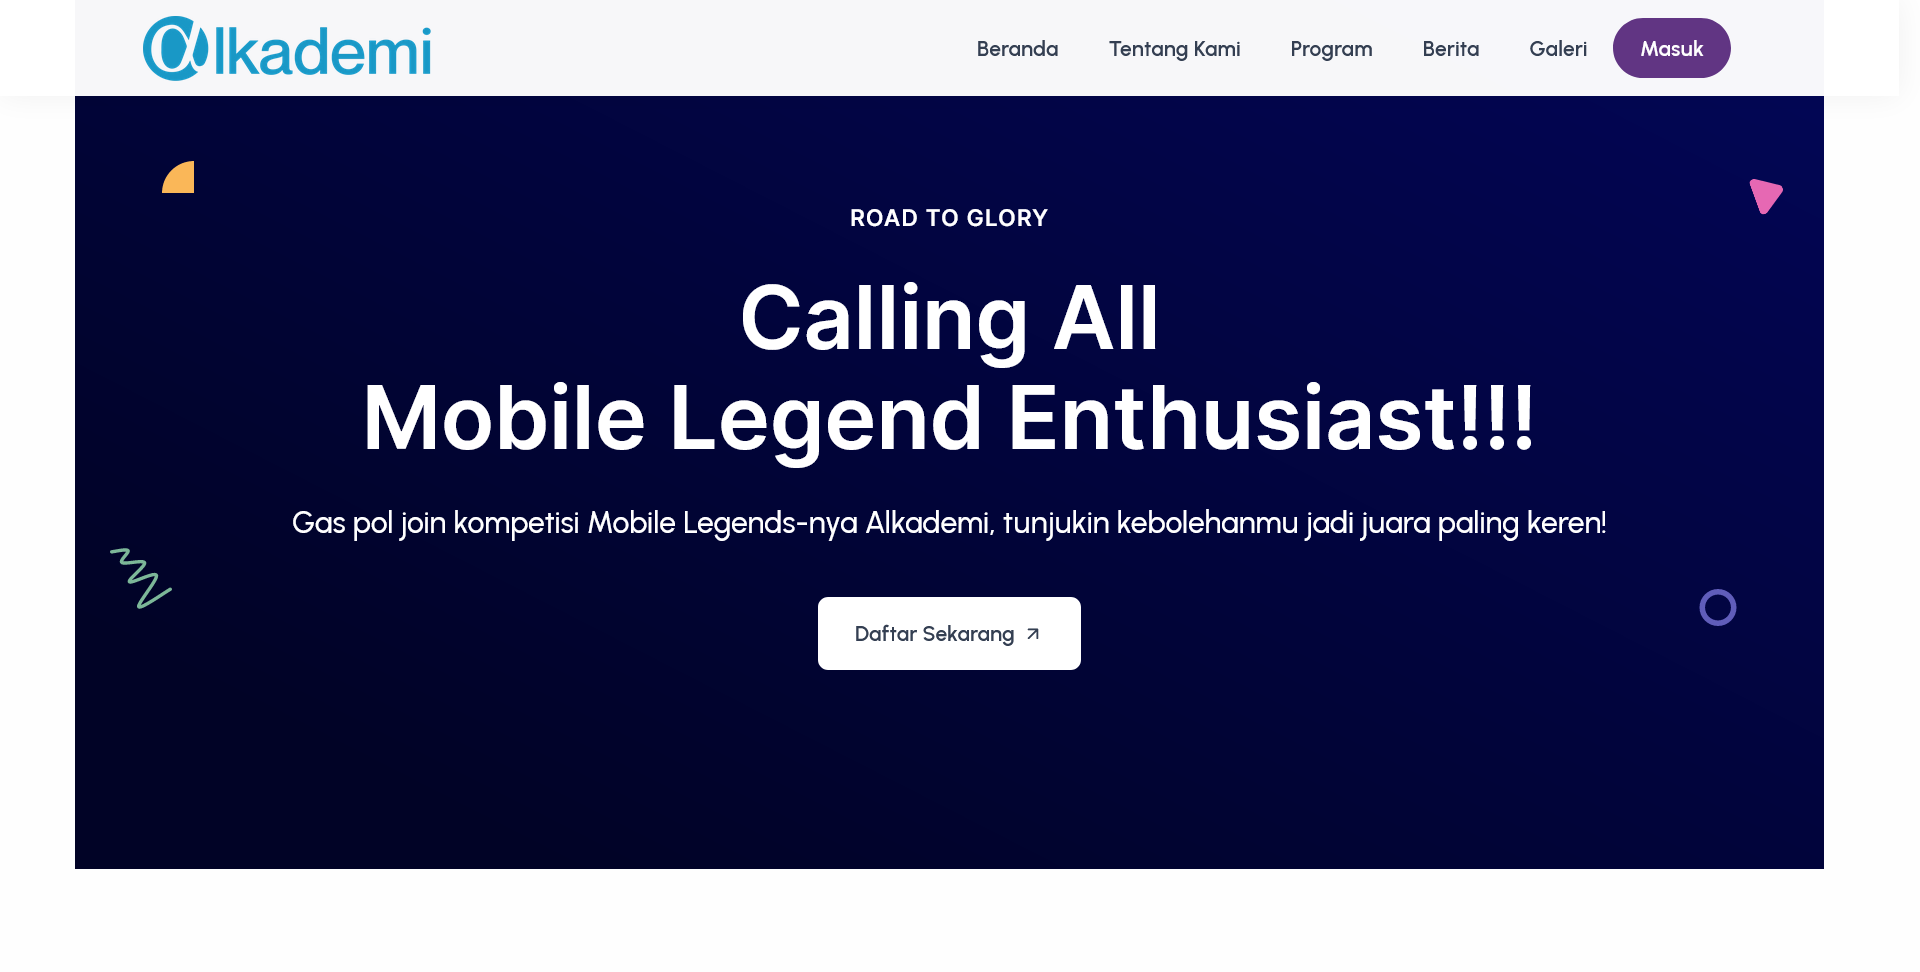 @lkademi
Beranda Tentang Kami Program Berita Galeri Masuk
ROAD TO GLORY
Calling All
Mobile Legend Enthusiast!!!
Gas pol join kompetisi Mobile Legends-nya Alkademi, tunjukin kebolehanmu jadi juara paling keren!
Daftar Sekarang